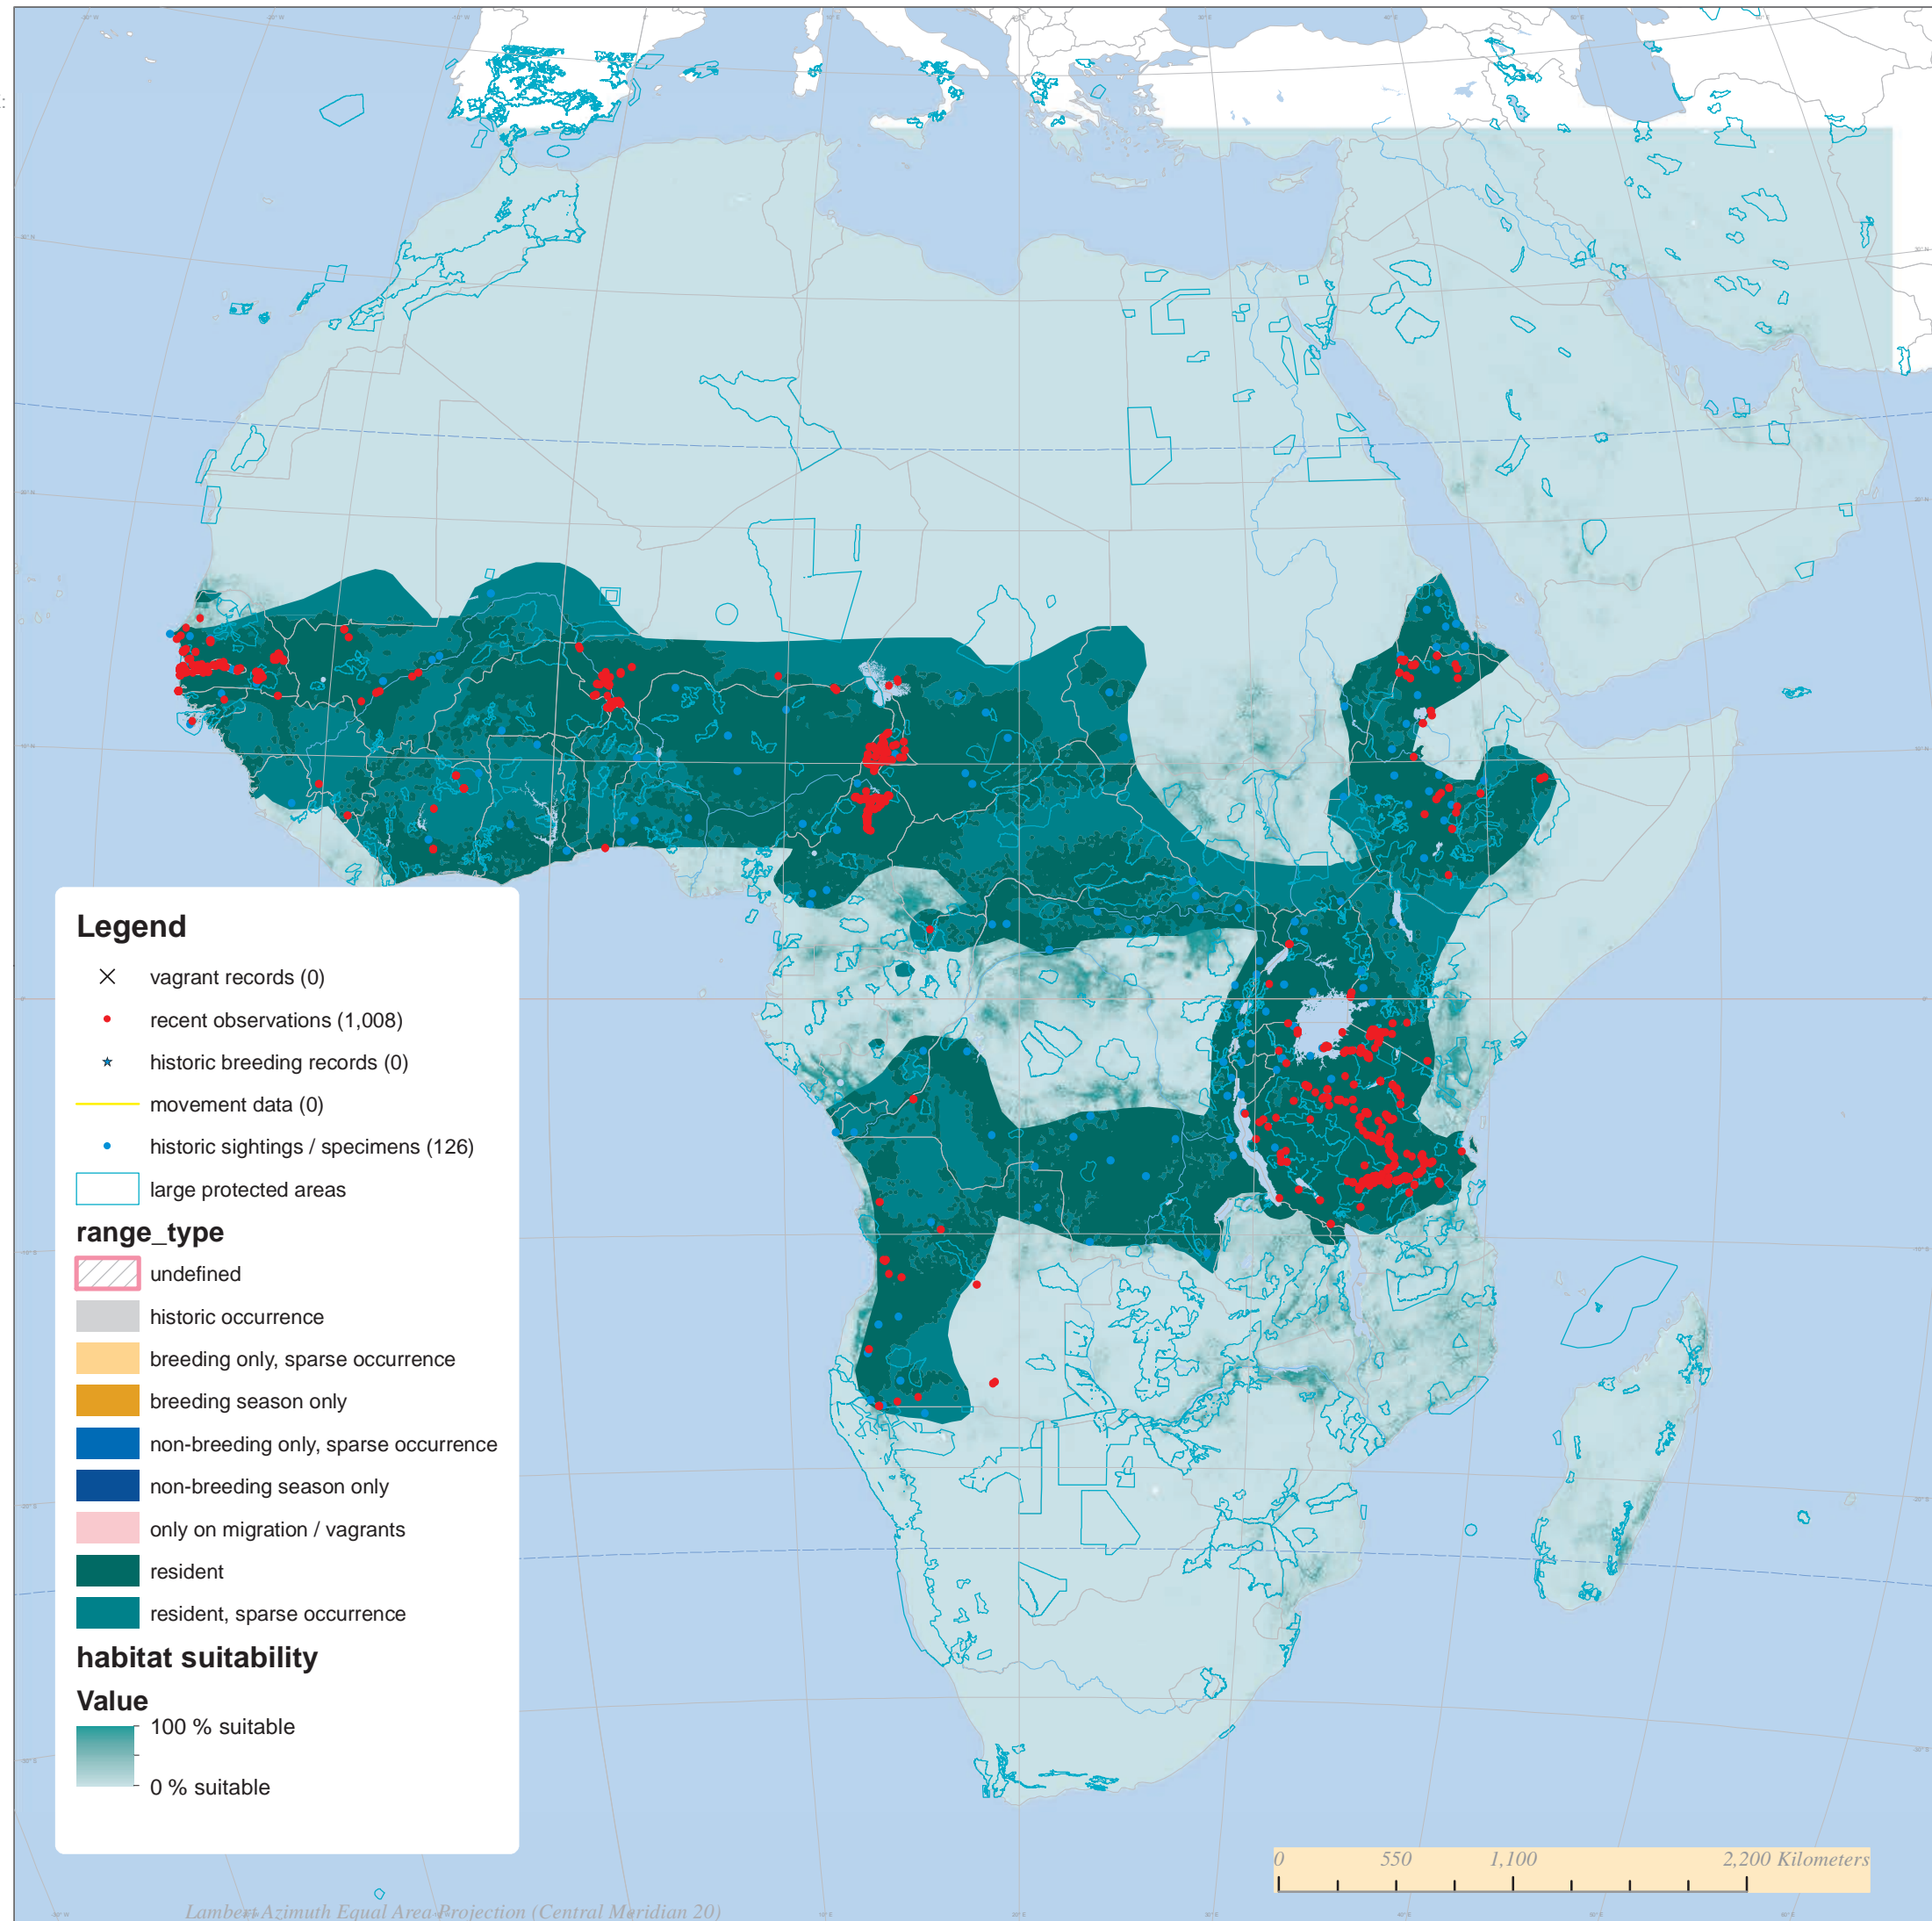 Legend
vagrant records (0)
recent observations (1,008)
historic breeding records (0)
movement data (0)
historic sightings / specimens (126)
large protected areas
range_type
undefined
historic occurrence
breeding only, sparse occurrence
breeding season only
non-breeding only, sparse occurrence
non-breeding season only
only on migration / vagrants
resident
resident, sparse occurrence
habitat suitability
Value
100 % suitable
0 % suitable
0 550 1,100 2,200 Kilometers
Lambert Azimuth Equal Area Projection (Central Meridian 20)